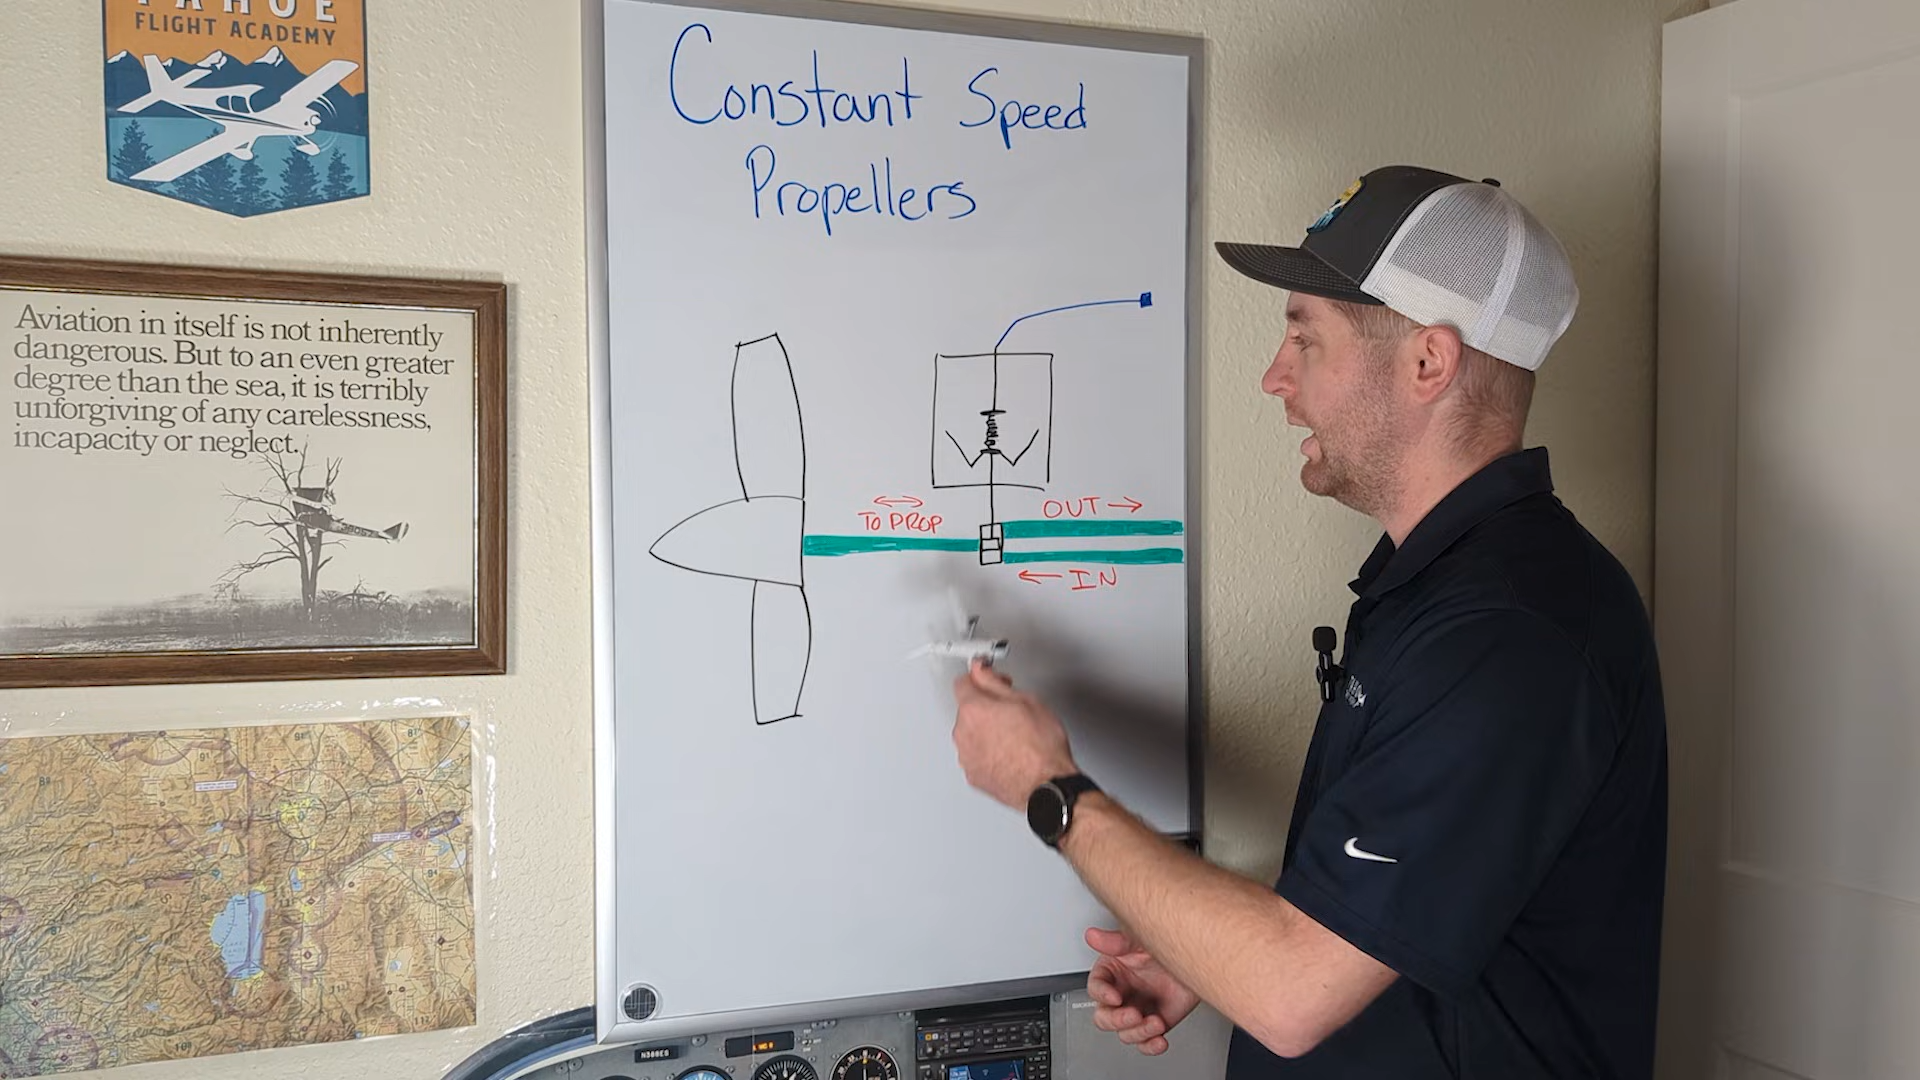 TAHOE
FLIGHT ACADEMY
Constant Speed
Propellers
Aviation in itself is not inherently
dangerous. But to an even greater
degree than the sea, it is terribly
unforgiving of any carelessness,
incapacity or neglect.
TO PROP
OUT
IN